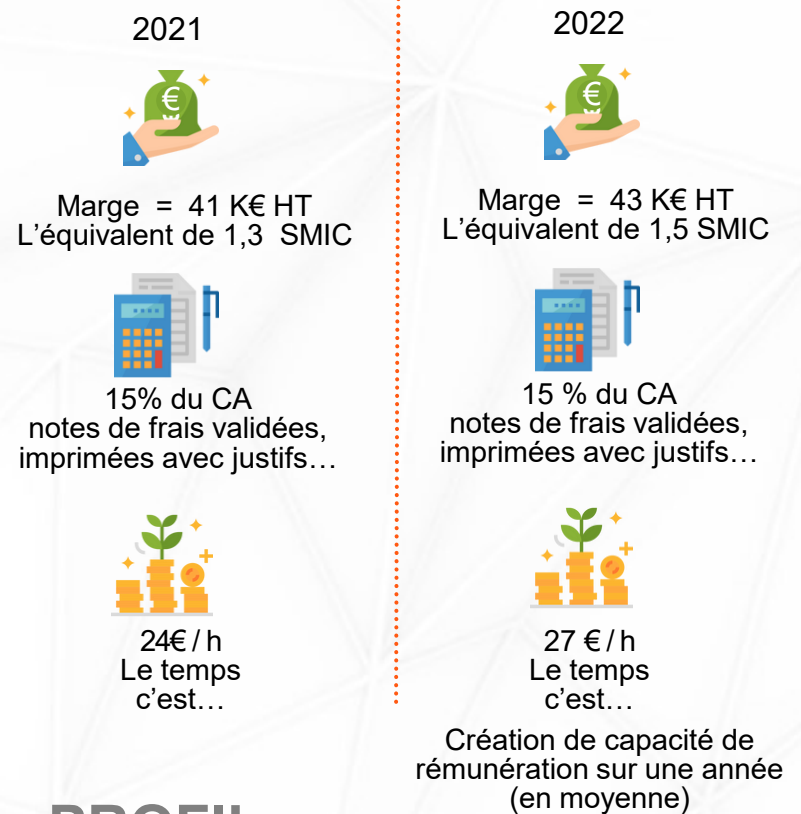 2021
Marge = 41 K€ HT
L'équivalent de 1,3 SMIC
15% du CA
notes de frais validées,
imprimées avec justifs…
24€ / h
Le temps
c'est…
2022
Marge = 43 K€ HT
L'équivalent de 1,5 SMIC
15 % du CA
notes de frais validées,
imprimées avec justifs…
27 € / h
Le temps
c'est…
Création de capacité de
rémunération sur une année
(en moyenne)